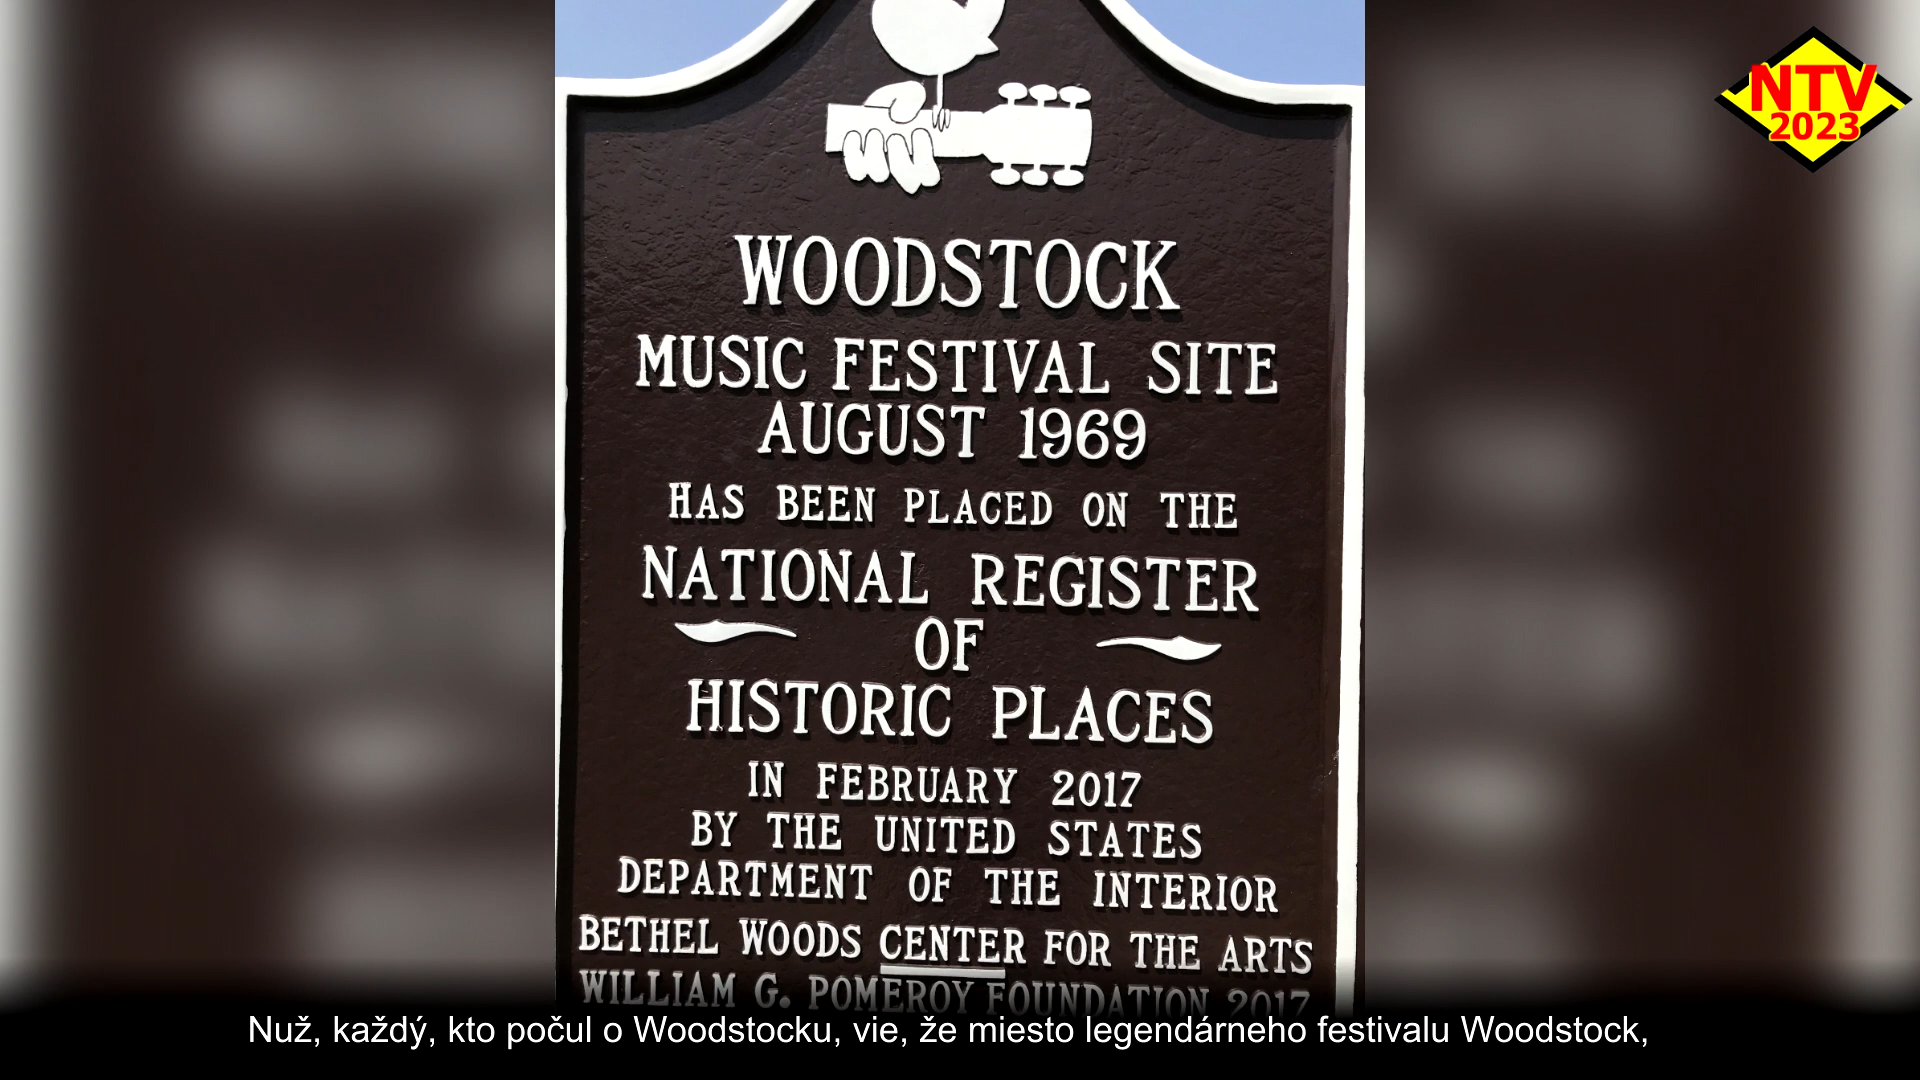 NTV
2023
WOODSTOCK
MUSIC FESTIVAL SITE
AUGUST 1969
HAS BEEN PLACED ON THE
NATIONAL REGISTER
OF
HISTORIC PLACES
IN FEBRUARY 2017
BY THE UNITED STATES
DEPARTMENT OF THE INTERIOR
BETHEL WOODS CENTER FOR THE ARTS
WILLIAM G. POMEROY FOUNDATION 2017
Nuž, každý, kto počul o Woodstocku, vie, že miesto legendárneho festivalu Woodstock,